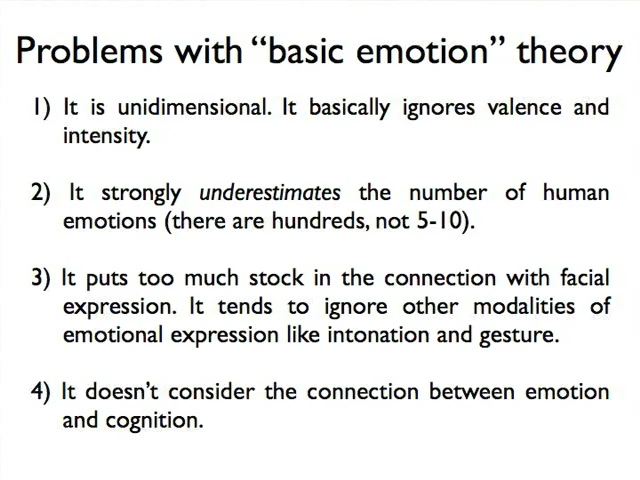 Problems with “basic emotion” theory
1) It is unidimensional. It basically ignores valence and
intensity.
2) It strongly underestimates the number of human
emotions (there are hundreds, not 5-10).
3) It puts too much stock in the connection with facial
expression. It tends to ignore other modalities of
emotional expression like intonation and gesture.
4) It doesn’t consider the connection between emotion
and cognition.